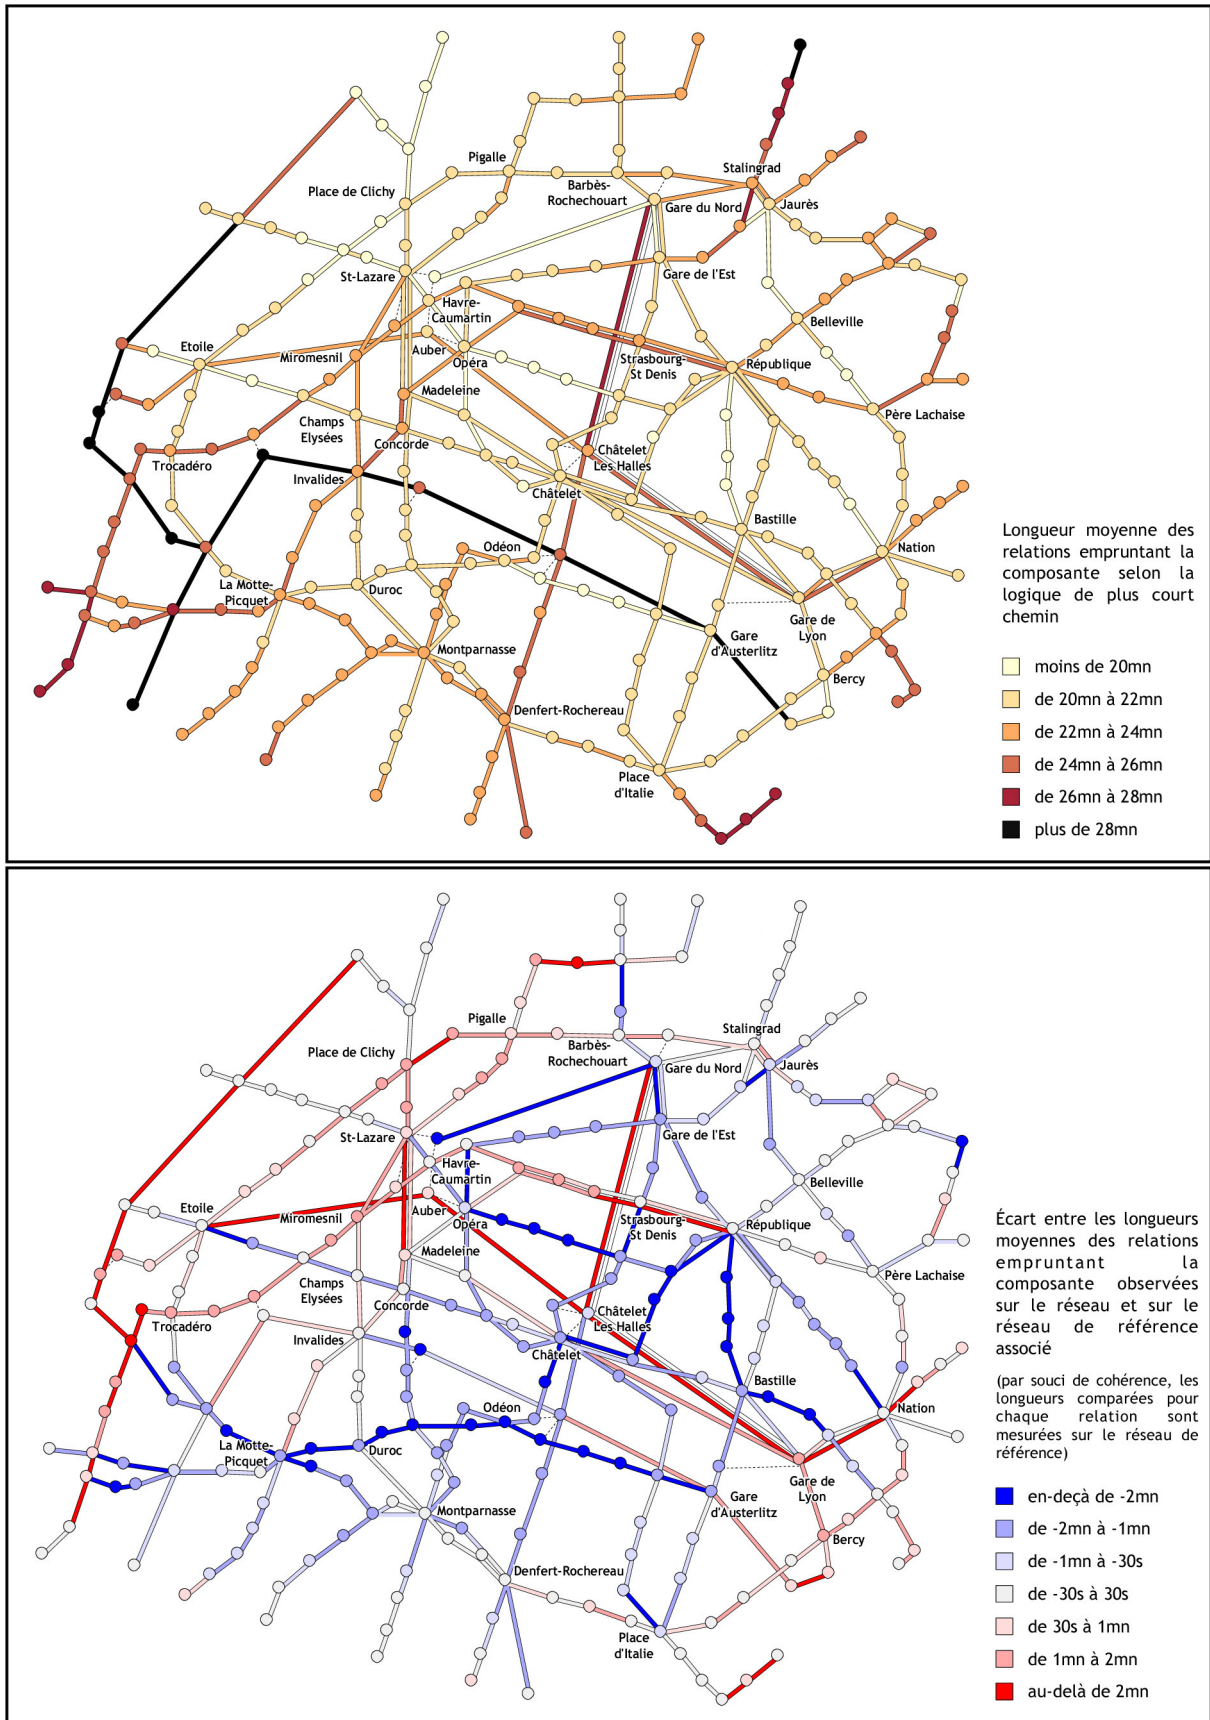 Pigalle
Stalingrad
Place de Clichy
Barbès-
Rochechouart
Gare du Nord
Jaurès
St-Lazare
Gare de l'Est
Havre-
Caumartin
Belleville
Etoile
Miromesnil
Auber
Opéra
Strasbourg-
St Denis
République
Madeleine
Champs
Elysées
Père Lachaise
Concorde
Trocadéro
Châtelet
Les Halles
Invalides
Châtelet
Bastille
Odéon
Nation
La Motte-
Picquet
Duroc
Gare de
Lyon
Gare
d'Austerlitz
Montparnasse
Bercy
Denfert-Rochereau
Place
d'Italie
Longueur moyenne des
relations empruntant la
composante selon la
logique de plus court
chemin
moins de 20mn
de 20mn à 22mn
de 22mn à 24mn
de 24mn à 26mn
de 26mn à 28mn
plus de 28mn
Pigalle
Stalingrad
Place de Clichy
Barbès-
Rochechouart
Gare du Nord
Jaurès
St-Lazare
Gare de l'Est
Havre-
Caumartin
Belleville
Etoile
Miromesnil
Auber
Opéra
Strasbourg-
St Denis
République
Madeleine
Champs
Elysées
Père Lachaise
Concorde
Trocadéro
Châtelet
Les Halles
Invalides
Châtelet
Bastille
Odéon
Nation
La Motte-
Picquet
Duroc
Gare de
Lyon
Gare
d'Austerlitz
Montparnasse
Bercy
Denfert-Rochereau
Place
d'Italie
Écart entre les longueurs
moyennes des relations
empruntant la
composante observées
sur le réseau et sur le
réseau de référence
associé
(par souci de cohérence, les
longueurs comparées pour
chaque relation sont
mesurées sur le réseau de
référence)
en-deçà de -2mn
de -2mn à -1mn
de -1mn à -30s
de -30s à 30s
de 30s à 1mn
de 1mn à 2mn
au-delà de 2mn